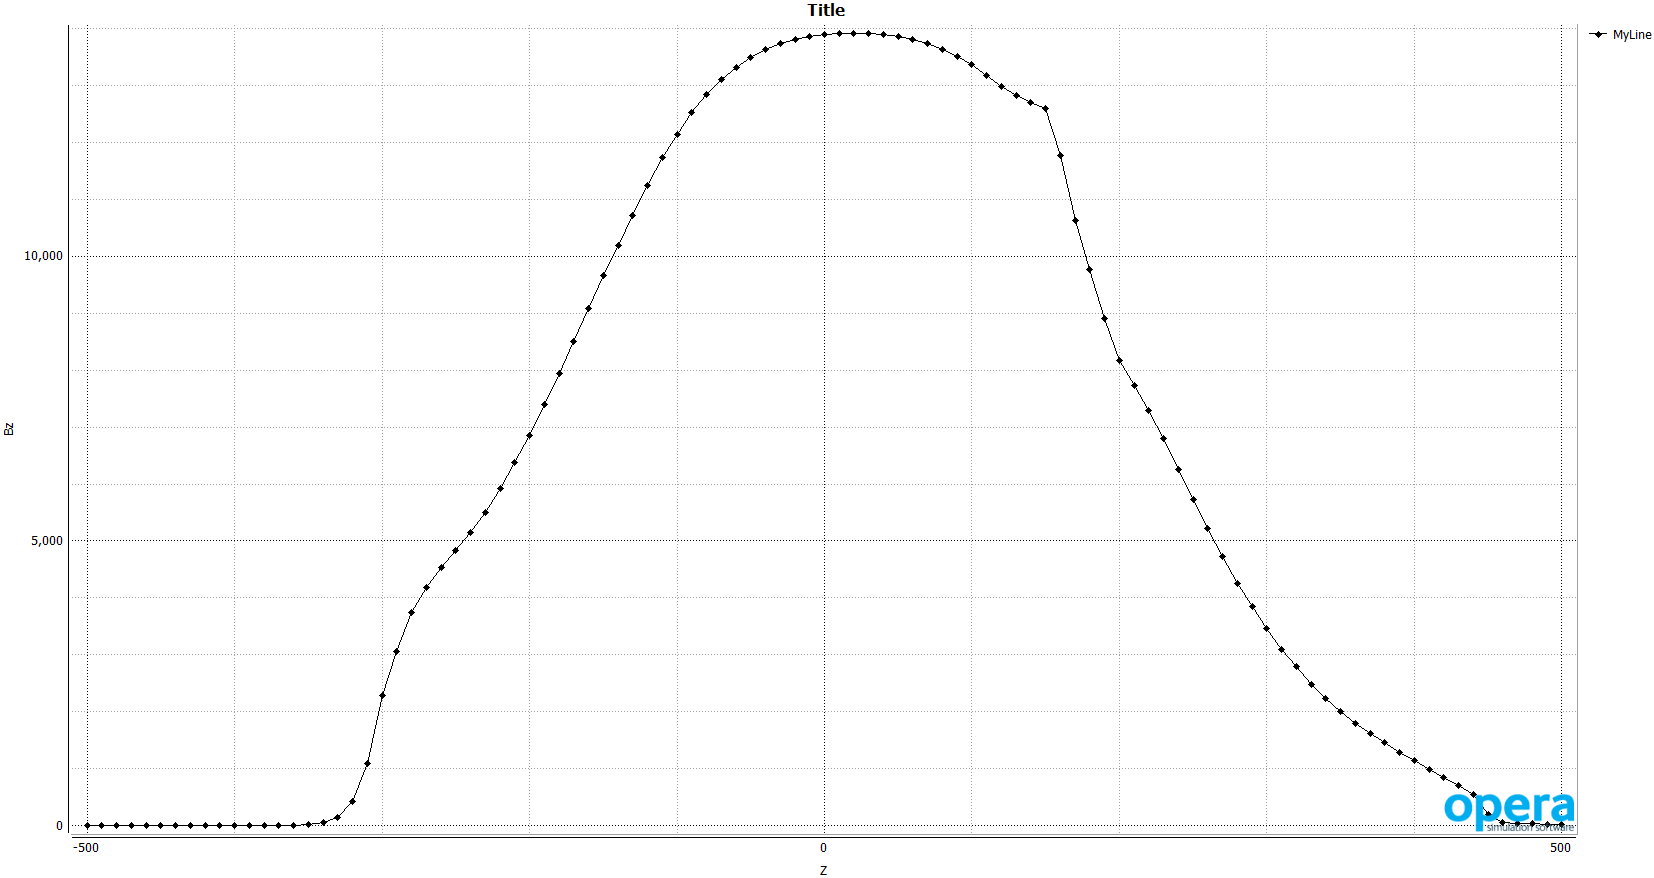 Title
MyLine
10,000
5,000
0
Bz
-500
0
500
Z
opera
simulation software